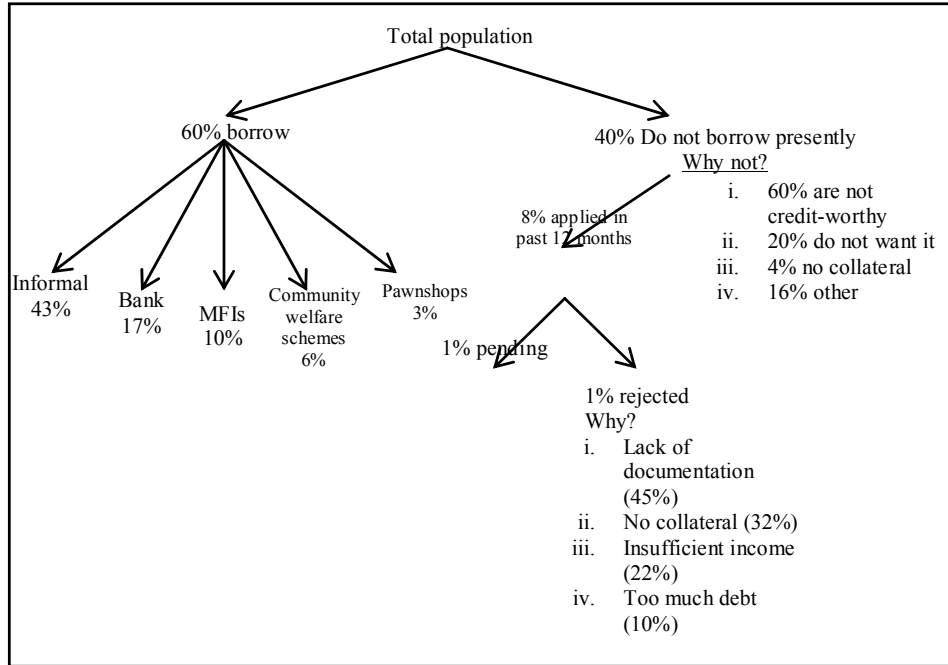 Total population
60% borrow
Informal
43%
Bank
17%
MFIs
10%
Community
welfare
schemes
6%
Pawnshops
3%
40% Do not borrow presently
Why not?
i. 60% are not
credit-worthy
ii. 20% do not want it
iii. 4% no collateral
iv. 16% other
8% applied in
past 12 months
1% pending
1% rejected
Why?
i. Lack of
documentation
(45%)
ii. No collateral (32%)
iii. Insufficient income
(22%)
iv. Too much debt
(10%)